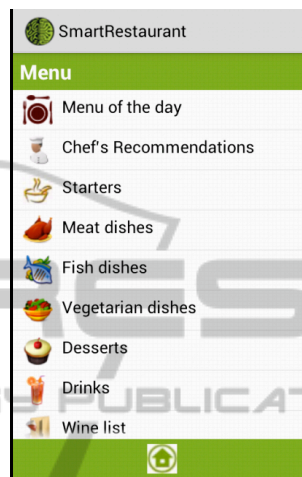 SmartRestaurant
Menu
Menu of the day
Chef's Recommendations
Starters
Meat dishes
Fish dishes
Vegetarian dishes
Desserts
Drinks
Wine list